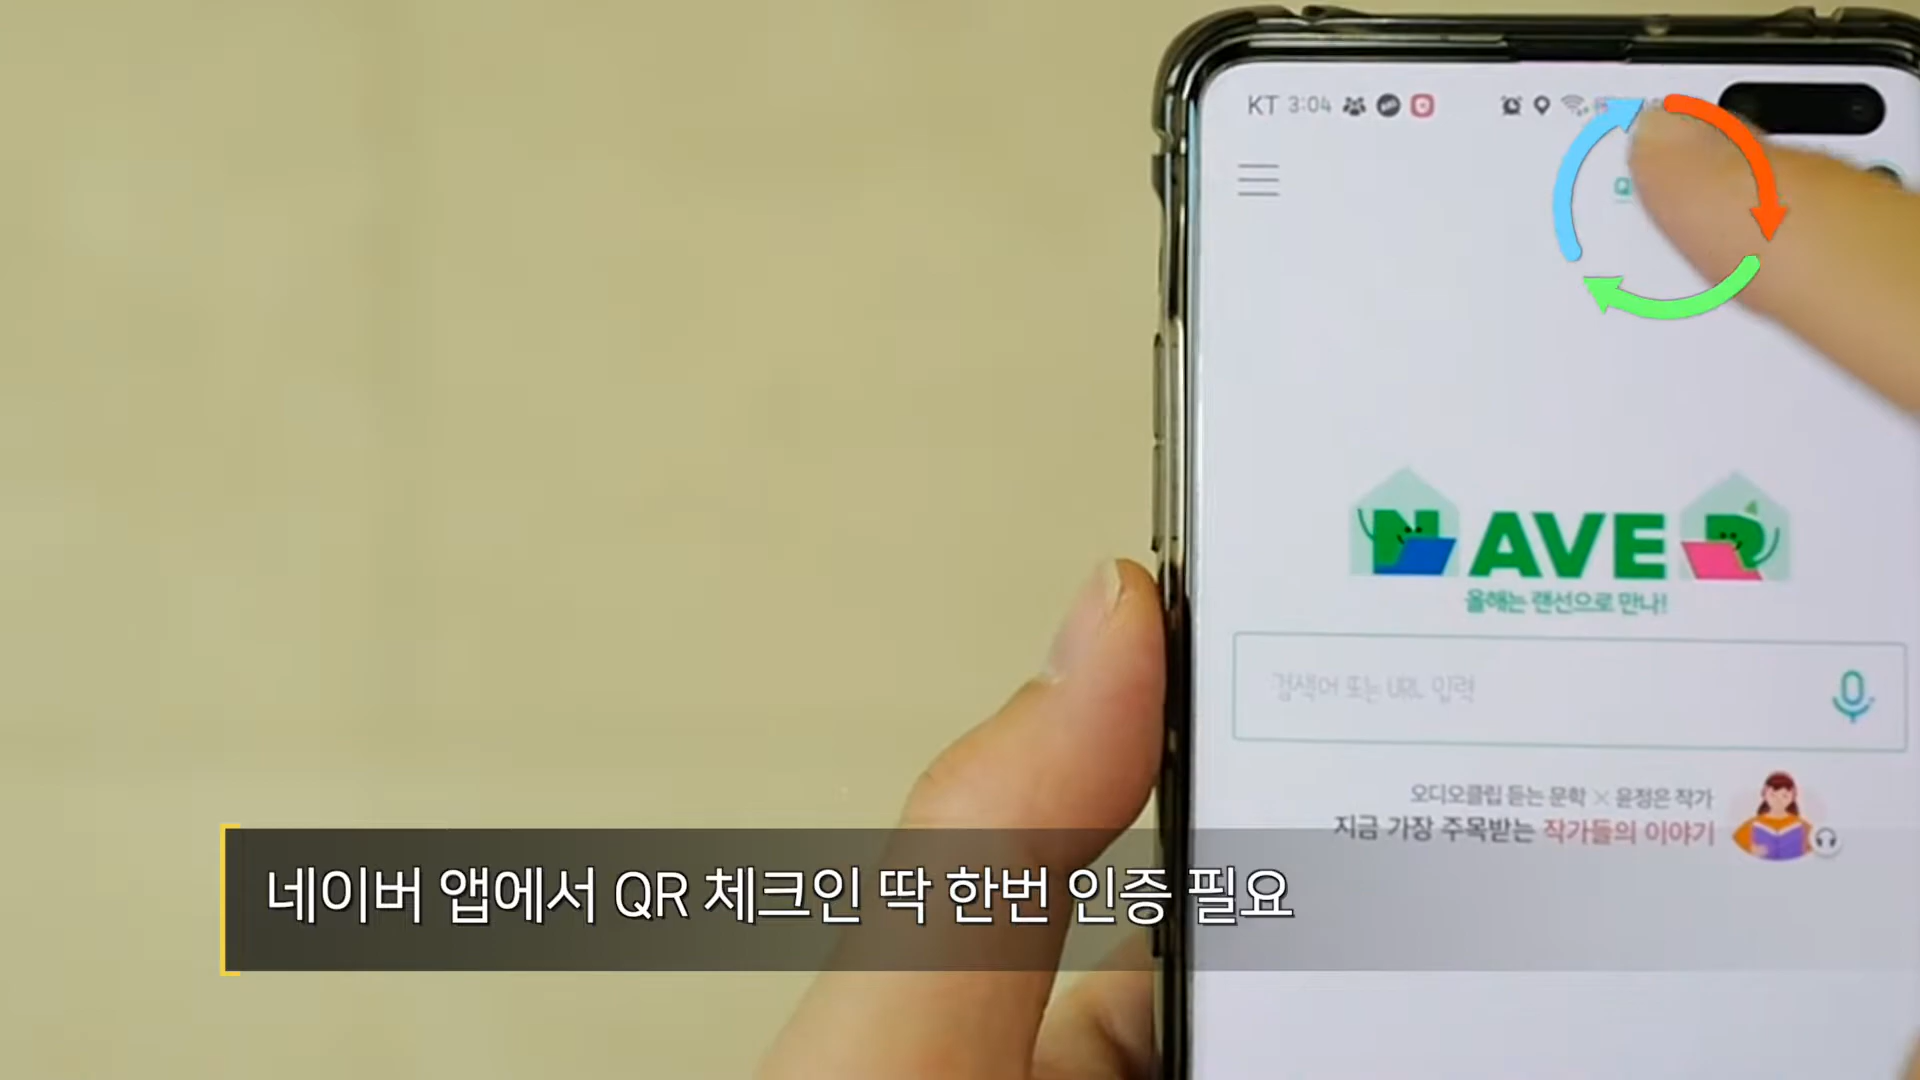 KT 3:04
NAVER
올해는 랜선으로 만나!
검색어 또는 URL 입력
오디오클립 듣는 문학 × 윤정은 작가
지금 가장 주목받는 작가들의 이야기
네이버 앱에서 QR 체크인 딱 한번 인증 필요